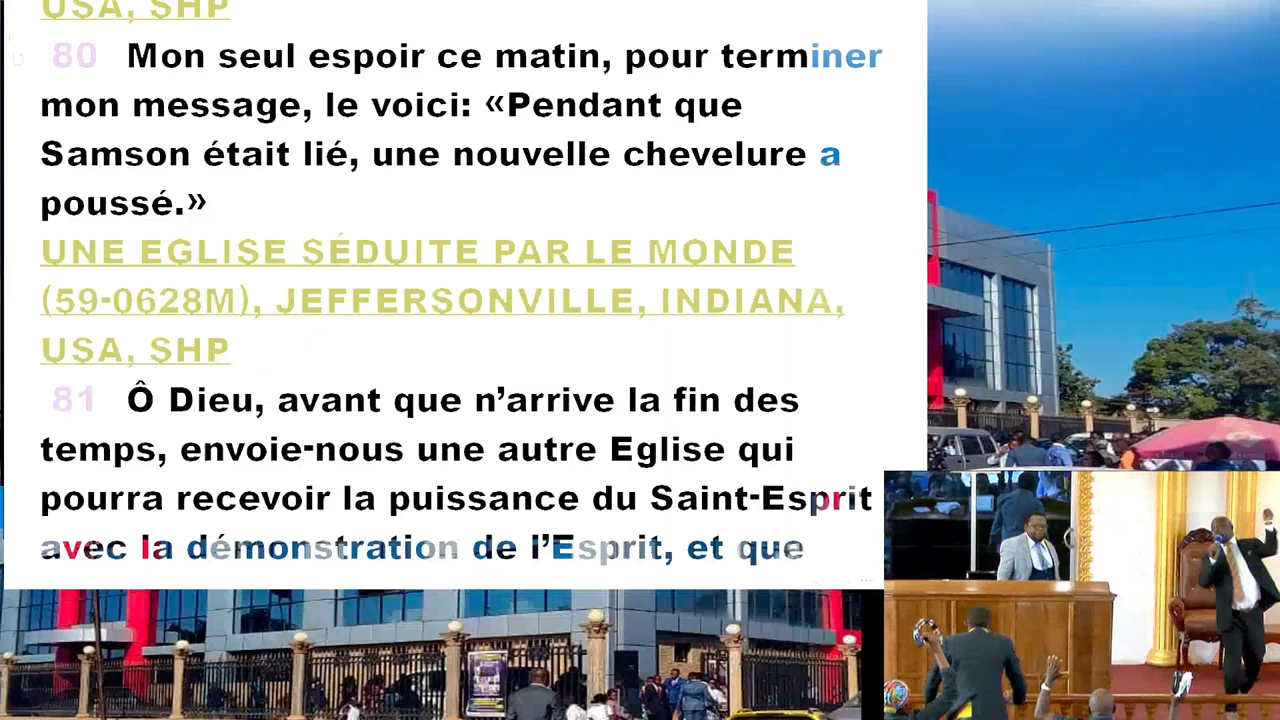 USA, SHP
80 Mon seul espoir ce matin, pour terminer
mon message, le voici: «Pendant que
Samson était lié, une nouvelle chevelure a
poussé.»
UNE EGLISE SÉDUITE PAR LE MONDE
(59-0628M), JEFFERSONVILLE, INDIANA,
USA, SHP
81 Ô Dieu, avant que n’arrive la fin des
temps, envoie-nous une autre Eglise qui
pourra recevoir la puissance du Saint-Esprit
avec la démonstration de l’Esprit, et que